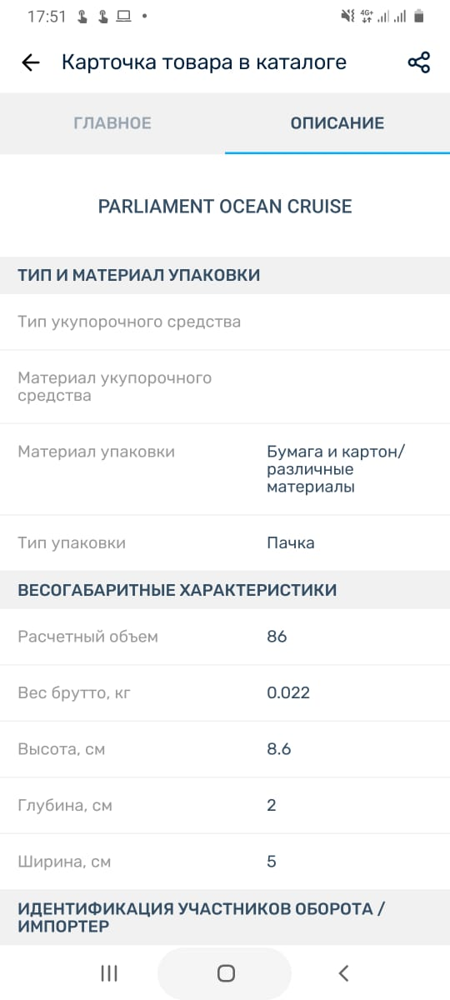 17:51
4G+
Карточка товара в каталоге
ГЛАВНОЕ
ОПИСАНИЕ
PARLIAMENT OCEAN CRUISE
ТИП И МАТЕРИАЛ УПАКОВКИ
Тип укупорочного средства
Материал укупорочного
средства
Материал упаковки
Бумага и картон/
различные
материалы
Тип упаковки
Пачка
ВЕСОГАБАРИТНЫЕ ХАРАКТЕРИСТИКИ
Расчетный объем
86
Вес брутто, кг
0.022
Высота, см
8.6
Глубина, см
2
Ширина, см
5
ИДЕНТИФИКАЦИЯ УЧАСТНИКОВ ОБОРОТА /
ИМПОРТЕР